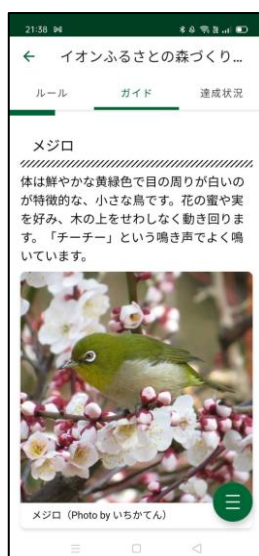 21:38
イオンふるさとの森づくり...
ルール ガイド 達成状況
メジロ
体は鮮やかな黄緑色で目の周りが白いの
が特徴的な、小さな鳥です。花の蜜や実
を好み、木の上をせわしなく動き回りま
す。「チーチー」という鳴き声でよく鳴
いています。
メジロ（Photo by いちかてん）